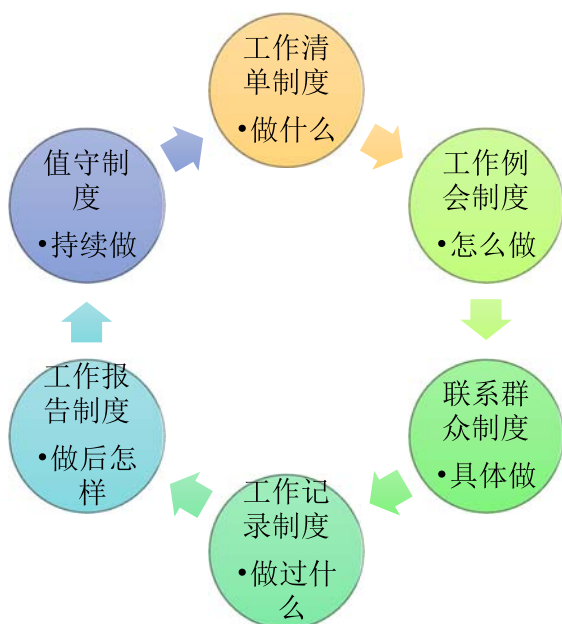 工作清
单制度
•做什么
工作例
会制度
•怎么做
联系群
众制度
•具体做
工作记
录制度
•做过什
么
工作报
告制度
•做后怎
样
值守制
度
•持续做